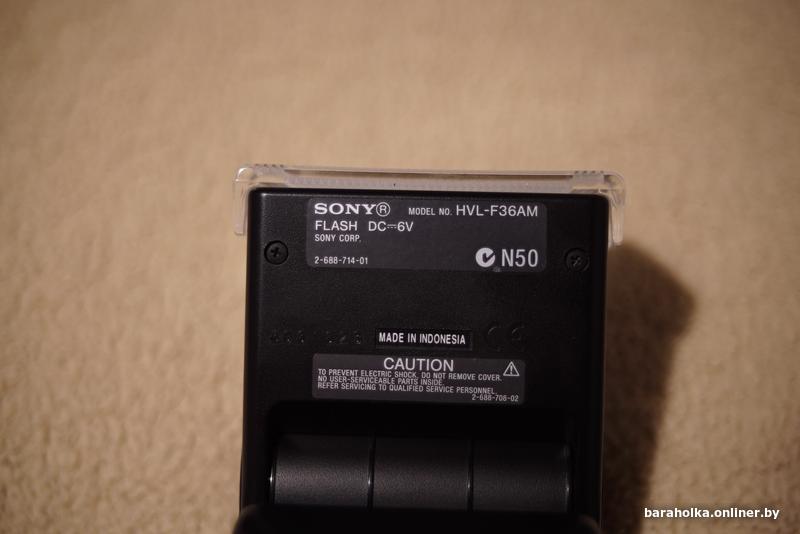 SONY® MODEL NO. HVL-F36AM
FLASH DC⎓6V
SONY CORP.
2-688-714-01 N50
MADE IN INDONESIA CE
CAUTION
TO PREVENT ELECTRIC SHOCK, DO NOT REMOVE COVER.
NO USER-SERVICEABLE PARTS INSIDE.
REFER SERVICING TO QUALIFIED SERVICE PERSONNEL.
2-688-708-02
baraholka.onliner.by